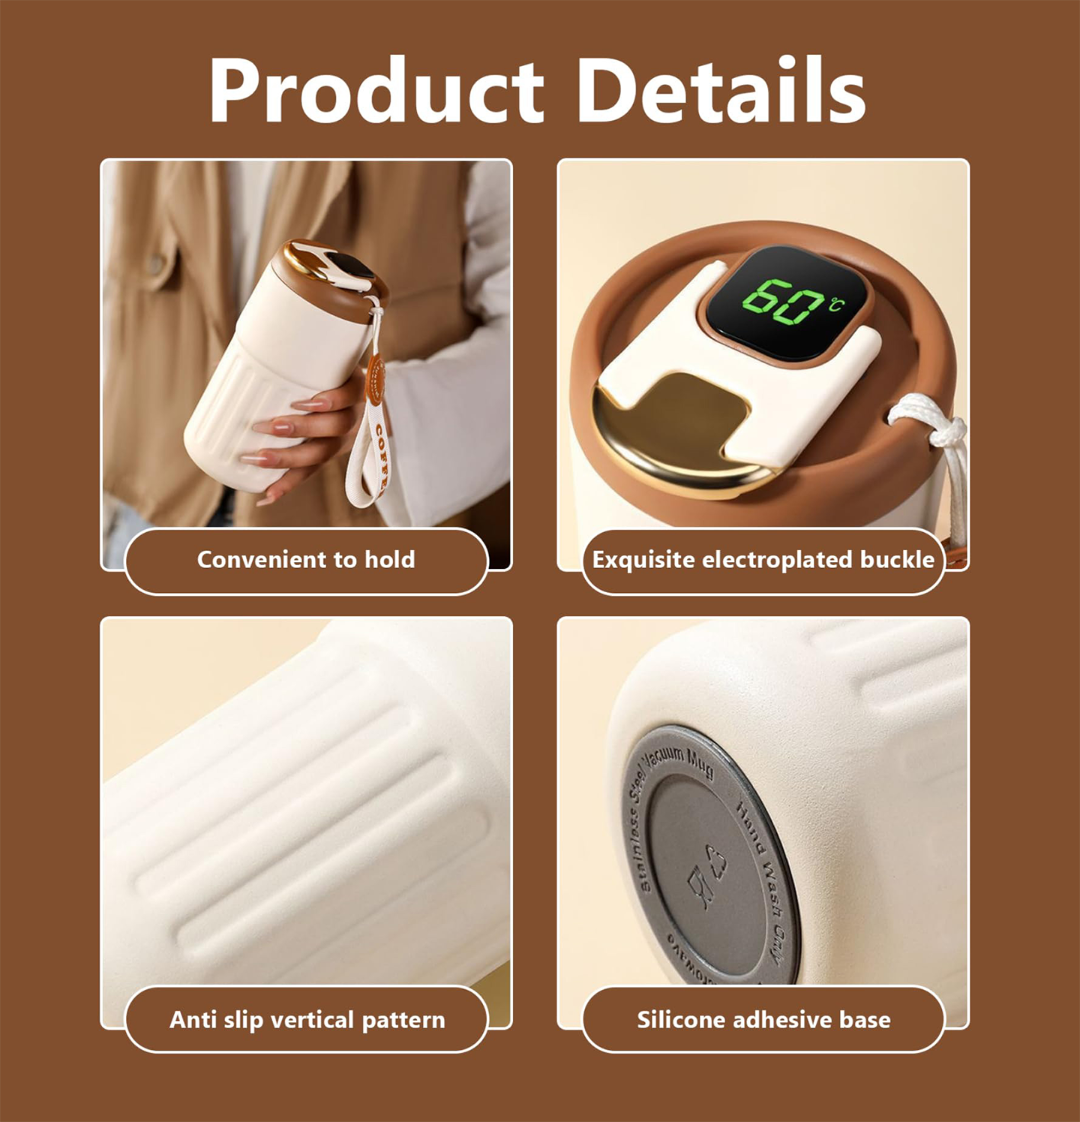 Product Details
COFFE
60°C
Convenient to hold
Exquisite electroplated buckle
Stainless Steel Vacuum Mug
Hand Wash Only
Anti slip vertical pattern
Silicone adhesive base